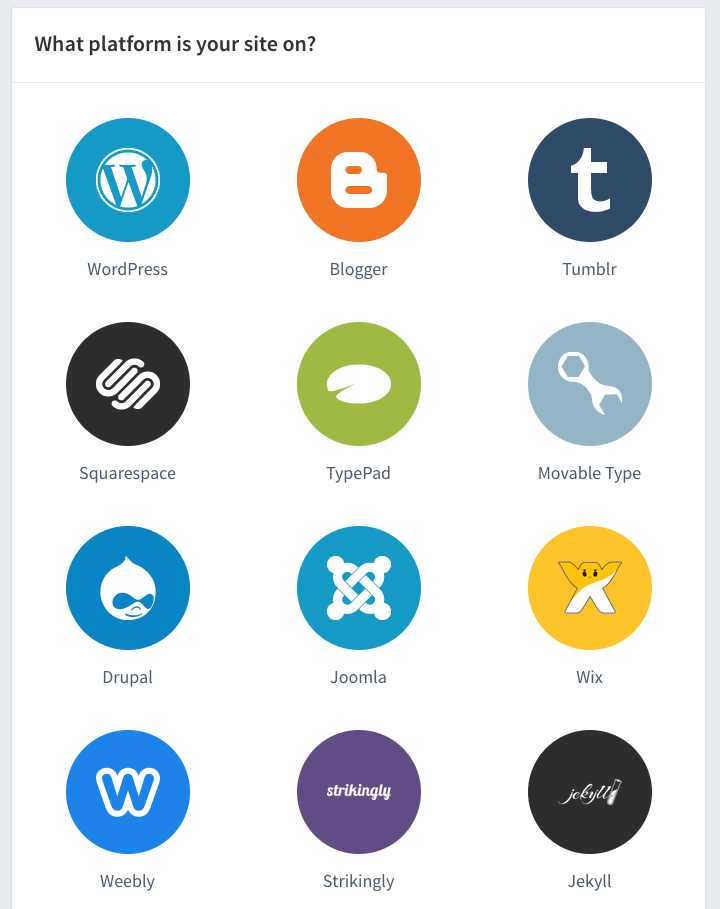 What platform is your site on?
WordPress
Blogger
t
Tumblr
Squarespace
TypePad
Movable Type
Drupal
Joomla
Wix
W
strikingly
jekyll
Weebly
Strikingly
Jekyll